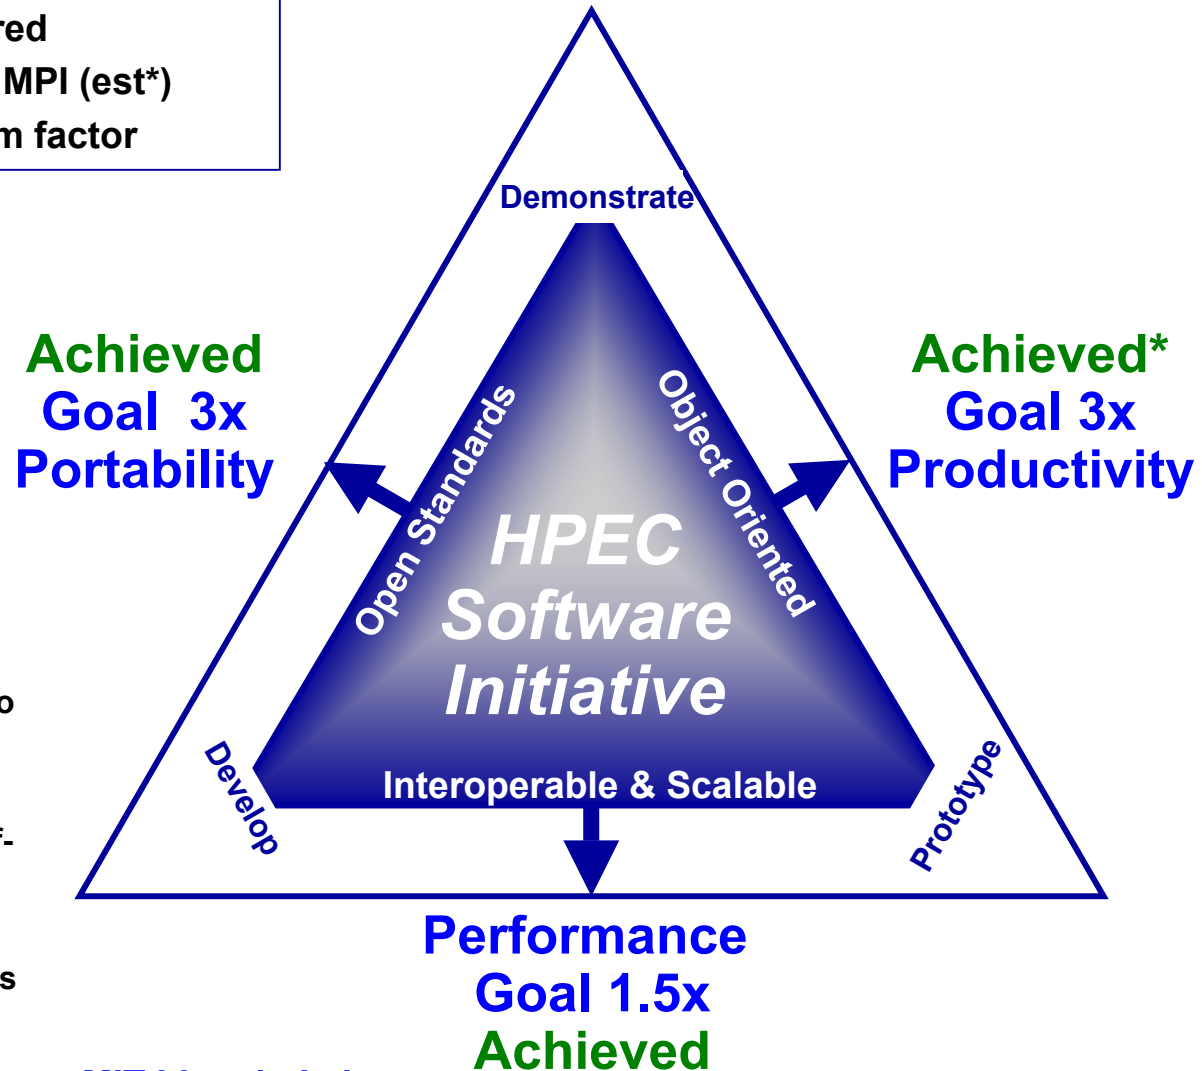 MPI (est*)
factor
Demonstrate
Achieved
Goal 3x
Portability
Achieved*
Goal 3x
Productivity
Open Standards
Object Oriented
HPEC
Software
Initiative
Interoperable & Scalable
Develop
Prototype
Performance
Goal 1.5x
Achieved